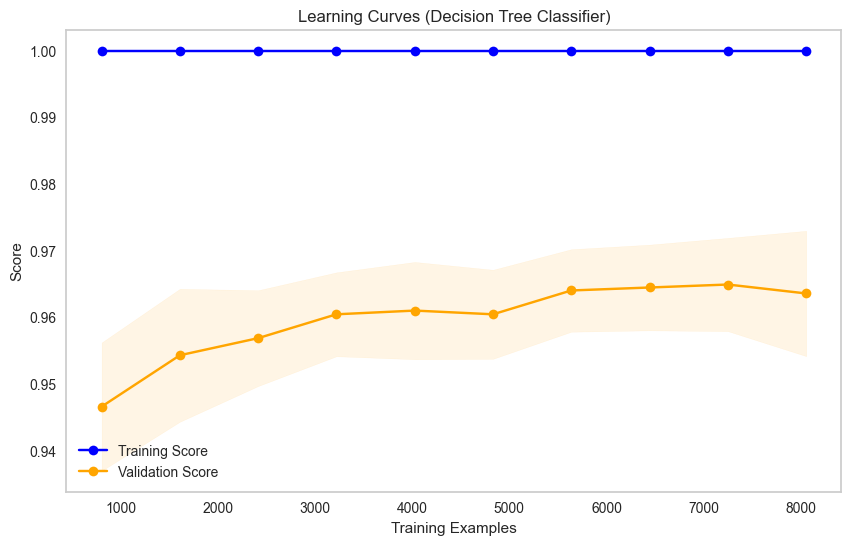 Learning Curves (Decision Tree Classifier)
1.00
0.99
0.98
0.97
0.96
0.95
0.94
Score
Training Score
Validation Score
1000 2000 3000 4000 5000 6000 7000 8000
Training Examples